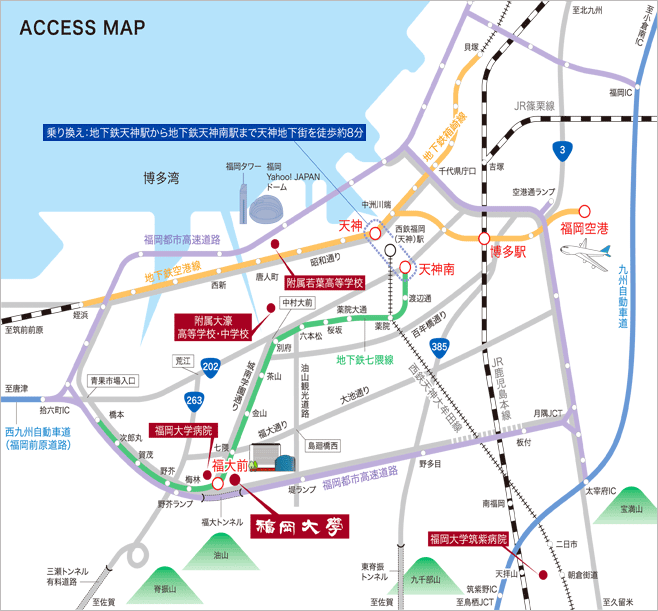 ACCESS MAP
至北九州
至小倉南IC
貝塚
福岡IC
JR篠栗線
乗り換え：地下鉄天神駅から地下鉄天神南駅まで天神地下街を徒歩約8分
地下鉄箱崎線
3
千代県庁口
吉塚
福岡タワー
福岡
Yahoo! JAPAN
ドーム
博多湾
中洲川端
空港通ランプ
天神
西鉄福岡
(天神)駅
福岡空港
福岡都市高速道路
昭和通り
博多駅
地下鉄空港線
唐人町
天神南
西新
附属若葉高等学校
九州自動車道
姪浜
中村大前
渡辺通
附属大濠
高等学校・中学校
薬院大通
至筑前前原
桜坂
薬院
六本松
百年橋通り
別府
地下鉄七隈線
385
荒江
202
城南学園通り
油山観光道路
西鉄天神大牟田線
JR鹿児島本線
青果市場入口
茶山
至唐津
263
大池通り
拾六町IC
金山
月隈JCT
橋本
福大通り
西九州自動車道
(福岡前原道路)
福岡大学病院
次郎丸
七隈
島廻橋西
板付
賀茂
福大前
野多目
野芥
福岡都市高速道路
梅林
太宰府IC
野芥ランプ
堤ランプ
南福岡
福岡大學
福大トンネル
宝満山
油山
福岡大学筑紫病院
二日市
三瀬トンネル
有料道路
東脊振
トンネル
天拝山
朝倉街道
脊振山
九千部山
筑紫野IC
至佐賀
至佐賀
至鳥栖JCT
至久留米